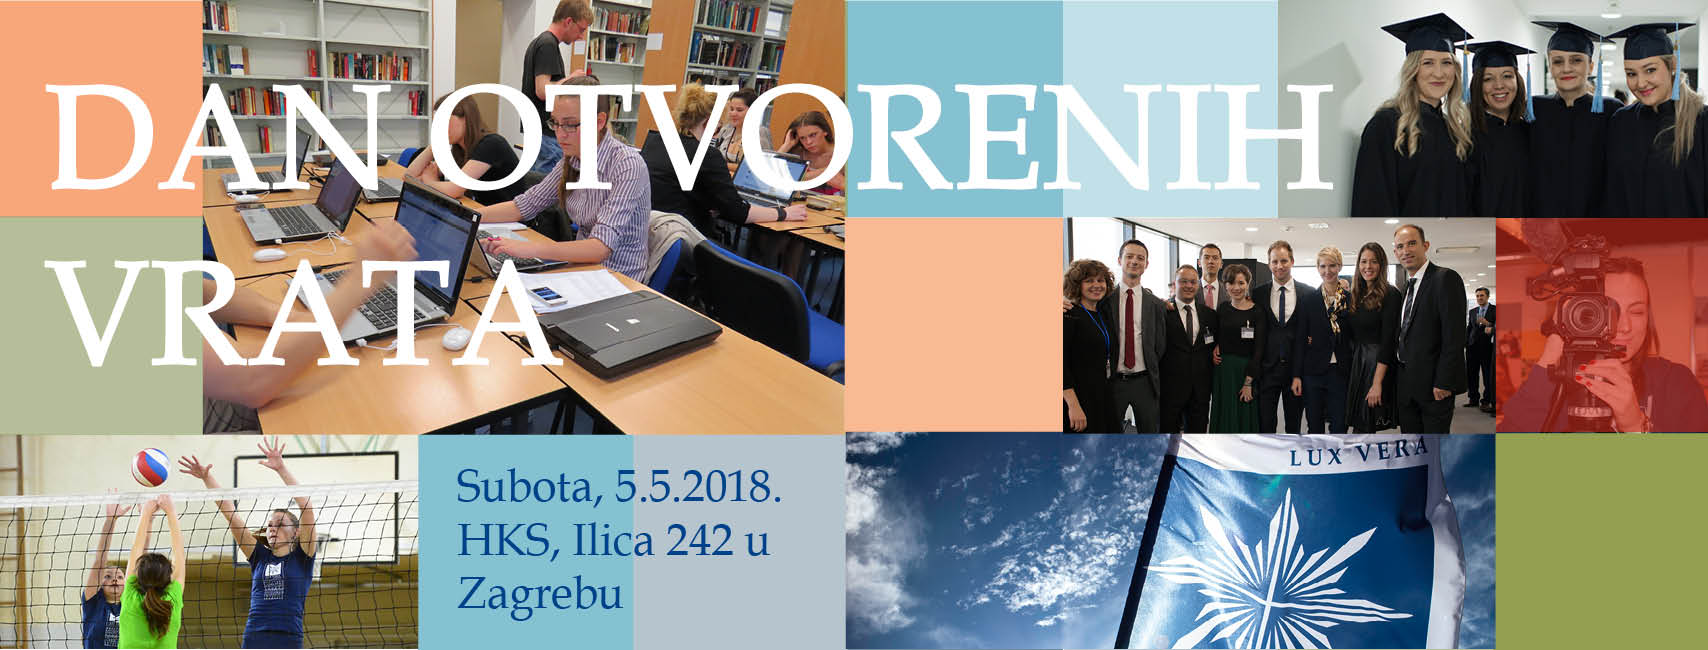 DAN OTVORENIH
VRATA
Subota, 5.5.2018.
HKS, Ilica 242 u
Zagrebu
LUX VERA